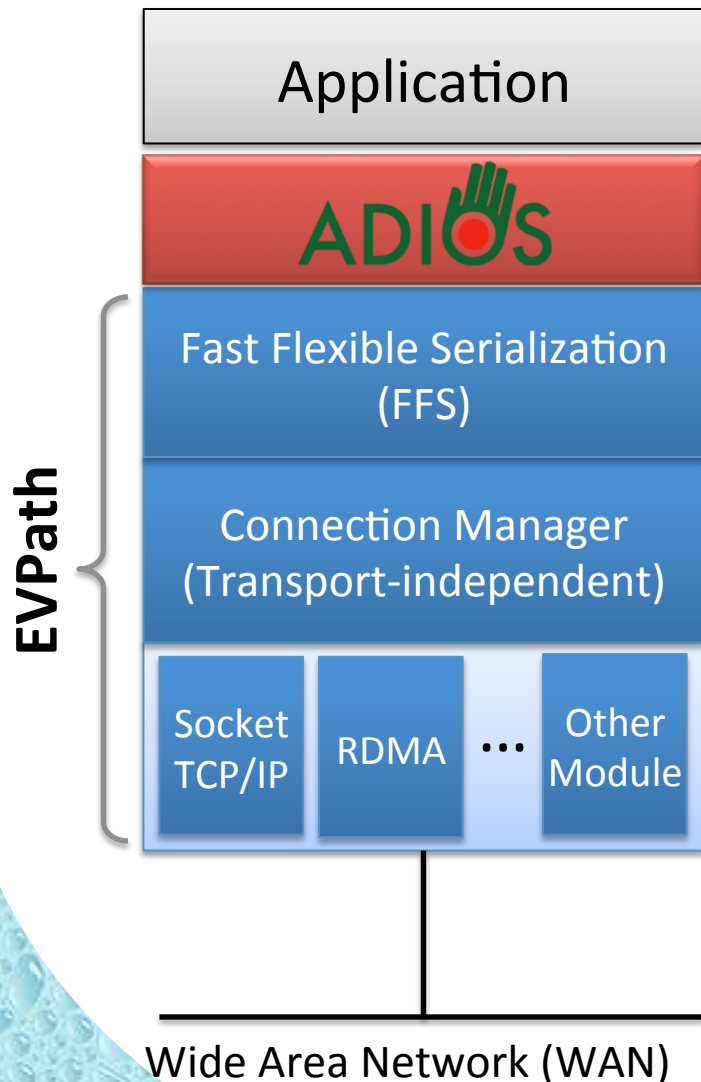 Application
ADIOS
Fast Flexible Serialization
(FFS)
EVPath
Connection Manager
(Transport-independent)
Socket
TCP/IP
RDMA
...
Other
Module
Wide Area Network (WAN)